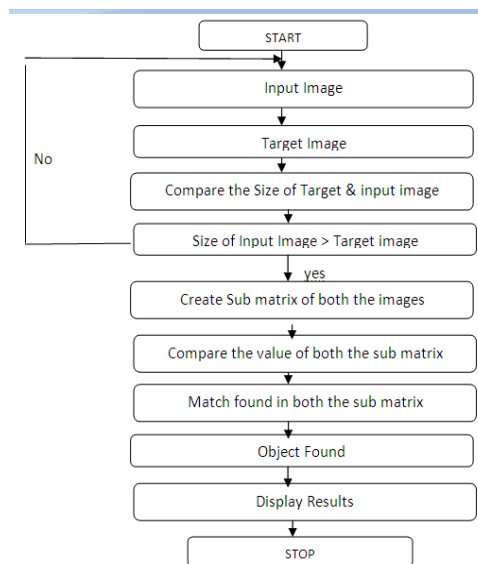 START
Input Image
Target Image
No
Compare the Size of Target & input image
Size of Input Image > Target image
yes
Create Sub matrix of both the images
Compare the value of both the sub matrix
Match found in both the sub matrix
Object Found
Display Results
STOP